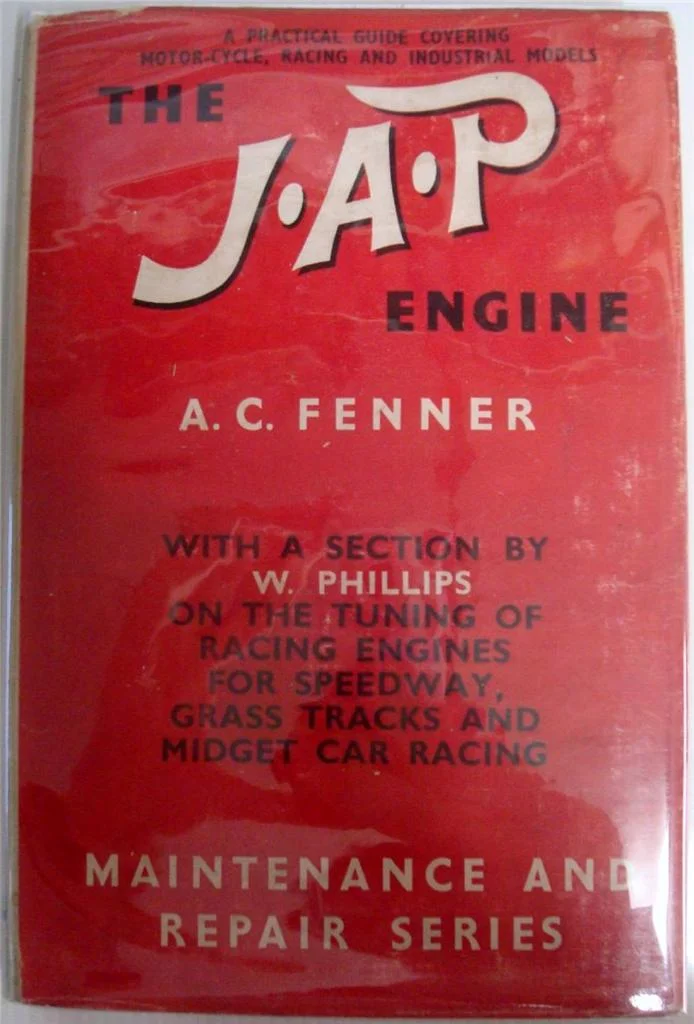 A PRACTICAL GUIDE COVERING
MOTOR-CYCLE, RACING AND INDUSTRIAL MODELS
THE
J·A·P
ENGINE
A. C. FENNER
WITH A SECTION BY
W. PHILLIPS
ON THE TUNING OF
RACING ENGINES
FOR SPEEDWAY,
GRASS TRACKS AND
MIDGET CAR RACING
MAINTENANCE AND
REPAIR SERIES